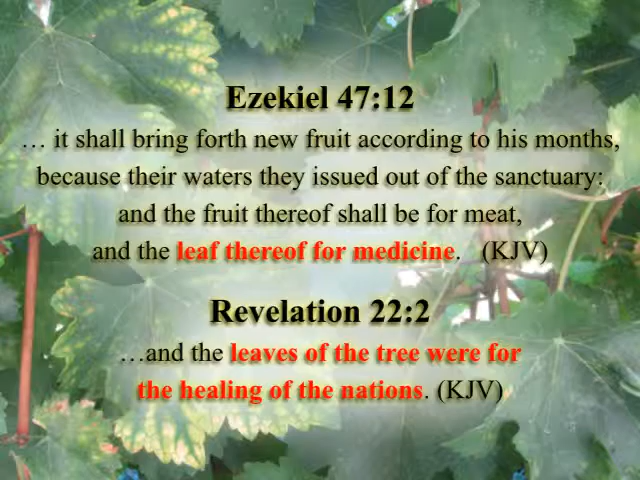 Ezekiel 47:12
… it shall bring forth new fruit according to his months,
because their waters they issued out of the sanctuary:
and the fruit thereof shall be for meat,
and the leaf thereof for medicine.   (KJV)
Revelation 22:2
…and the leaves of the tree were for
the healing of the nations. (KJV)